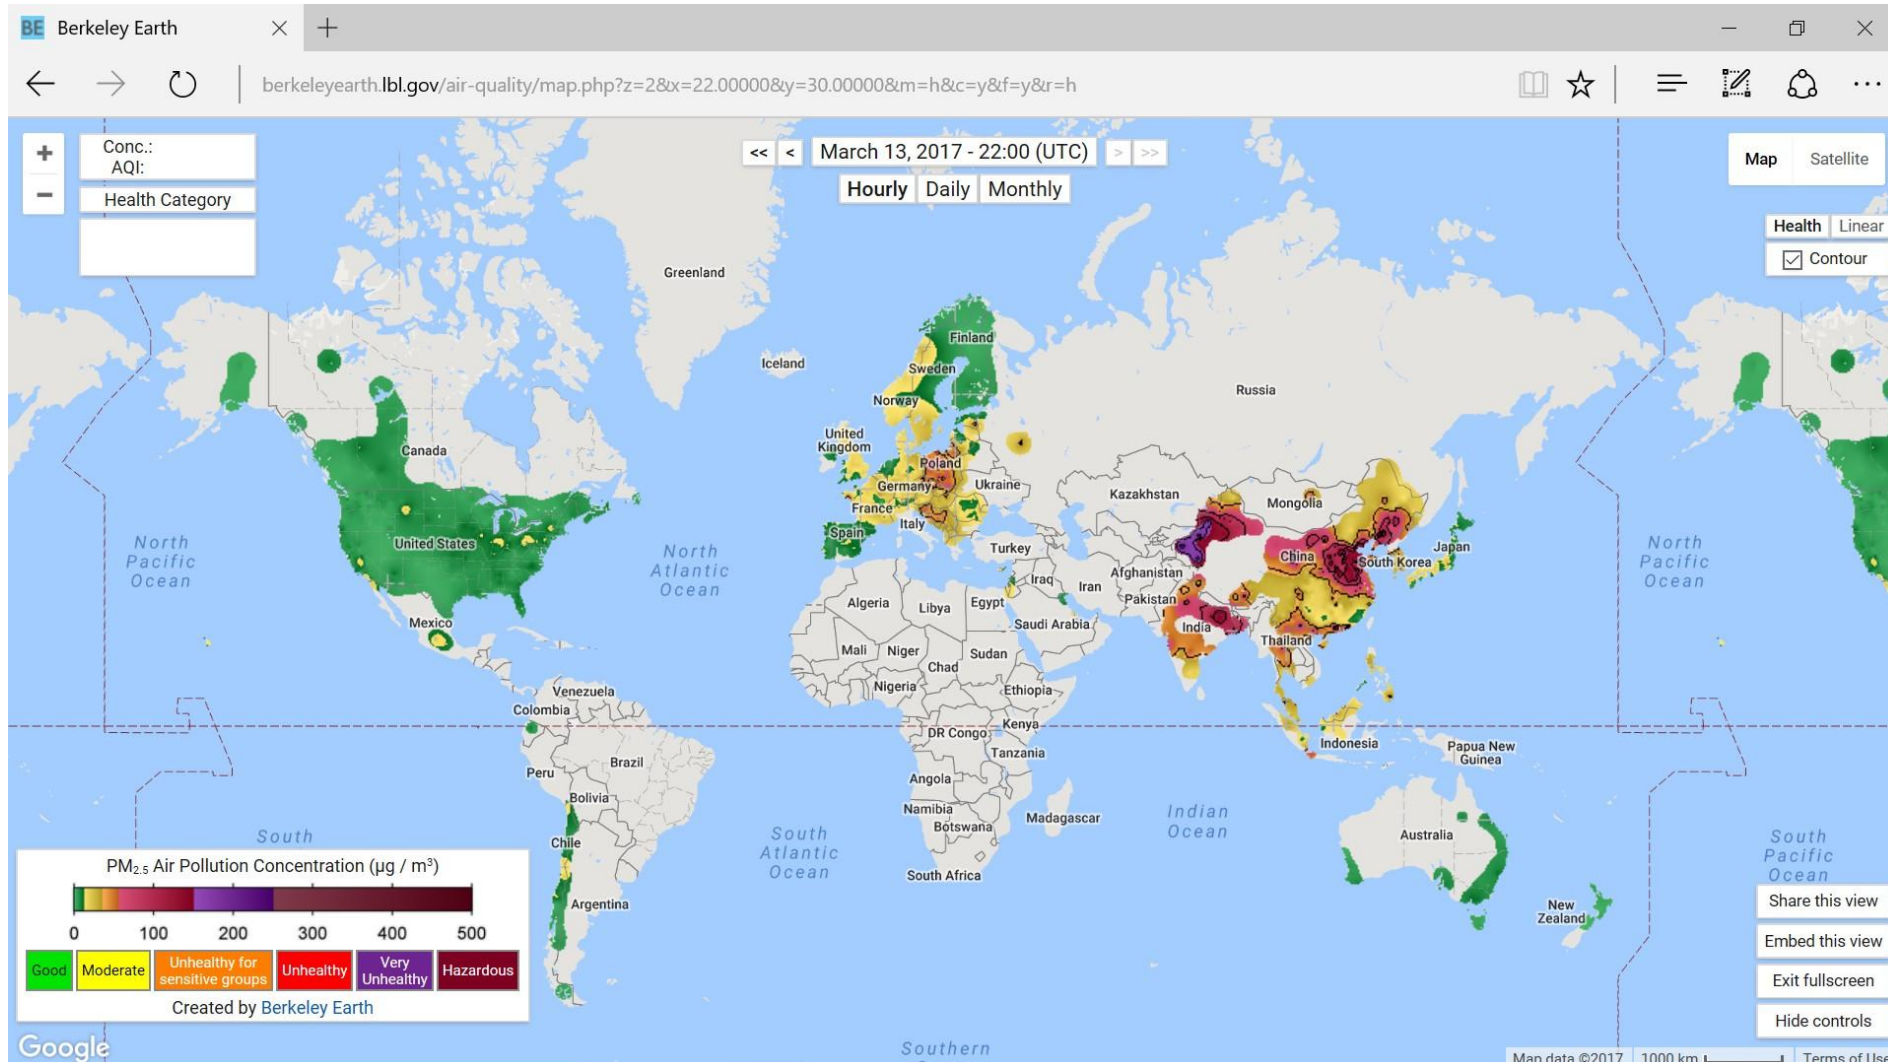 BE Berkeley Earth
berkeleyearth.lbl.gov/air-quality/map.php?z=2&x=22.00000&y=30.00000&m=h&c=y&f=y&r=h
+
−
Conc.:
AQI:
Health Category
<< < March 13, 2017 - 22:00 (UTC) > >>
Hourly Daily Monthly
Map Satellite
Health Linear
Contour
Greenland
Iceland
Finland
Sweden
Norway
Russia
United
Kingdom
Canada
Poland
Germany
Ukraine
Kazakhstan
Mongolia
France
Italy
Spain
United States
Turkey
China
South Korea
Japan
North
Pacific
Ocean
North
Atlantic
Ocean
North
Pacific
Ocean
Afghanistan
Iraq
Iran
Pakistan
Algeria
Libya
Egypt
Saudi Arabia
Mexico
India
Thailand
Mali
Niger
Sudan
Chad
Nigeria
Ethiopia
Venezuela
Colombia
Kenya
DR Congo
Tanzania
Indonesia
Papua New
Guinea
Brazil
Peru
Angola
Bolivia
Namibia
Botswana
Madagascar
Indian
Ocean
Australia
South
Chile
South
Atlantic
Ocean
South
Pacific
Ocean
South Africa
Argentina
New
Zealand
PM2.5 Air Pollution Concentration (µg / m³)
0 100 200 300 400 500
Good
Moderate
Unhealthy for
sensitive groups
Unhealthy
Very
Unhealthy
Hazardous
Created by Berkeley Earth
Google
Southern
Share this view
Embed this view
Exit fullscreen
Hide controls
Map data ©2017 1000 km Terms of Use